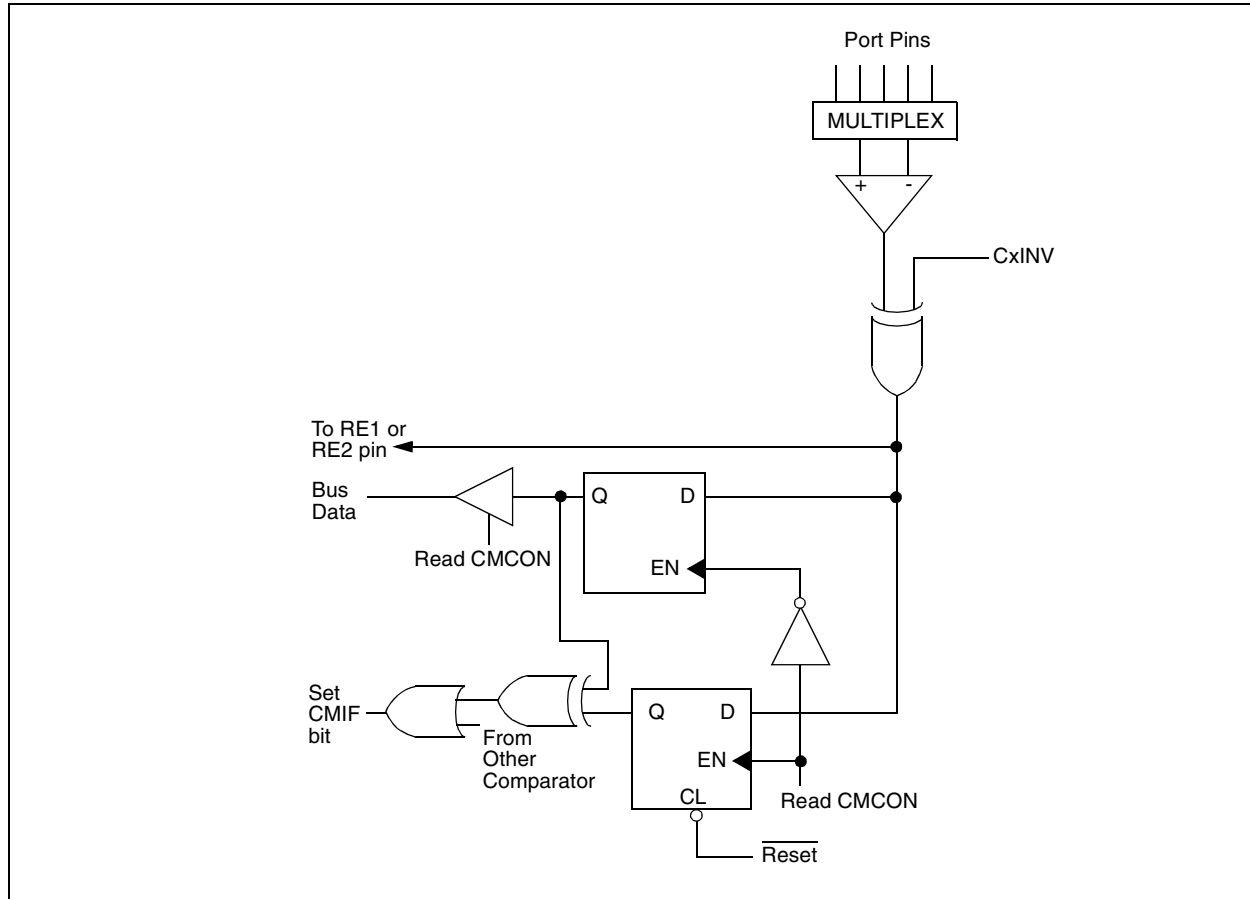 Port Pins
MULTIPLEX
+ -
CxINV
To RE1 or
RE2 pin
Bus
Data
Q D
Read CMCON
EN
Set
CMIF
bit
From
Other
Comparator
Q D
EN
Read CMCON
CL
Reset